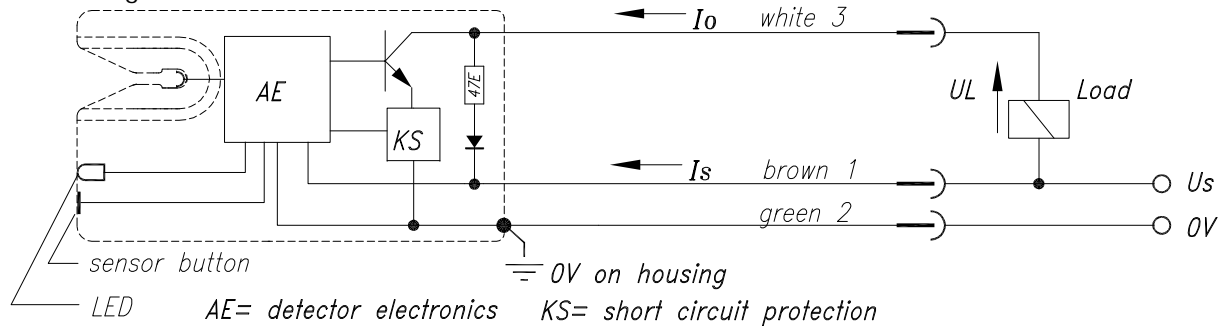 Io white 3
47E
AE
UL
Load
KS
Is brown 1
Us
green 2
0V
sensor button
0V on housing
LED
AE= detector electronics KS= short circuit protection